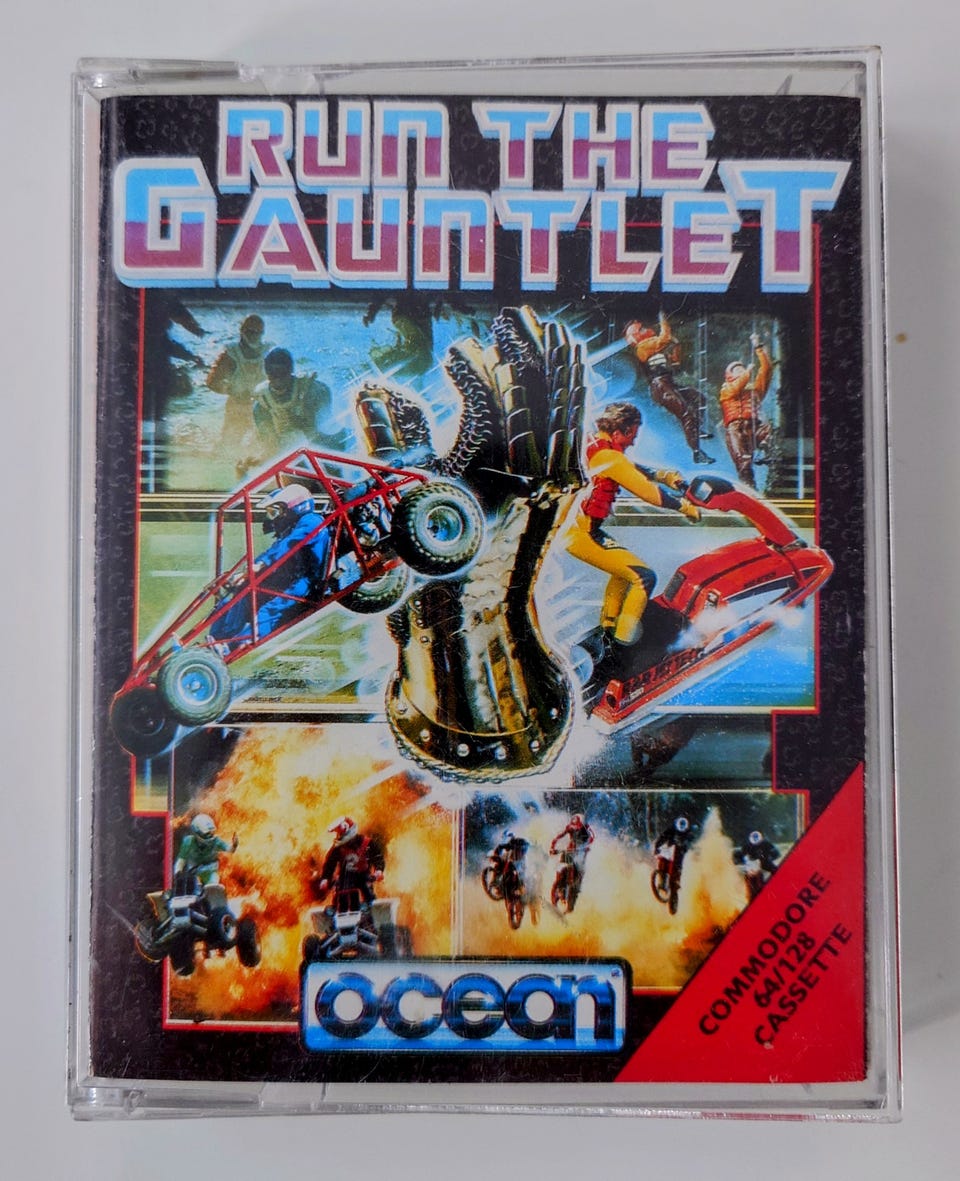 RUN THE
GAUNTLET
ocean
COMMODORE
64/128
CASSETTE